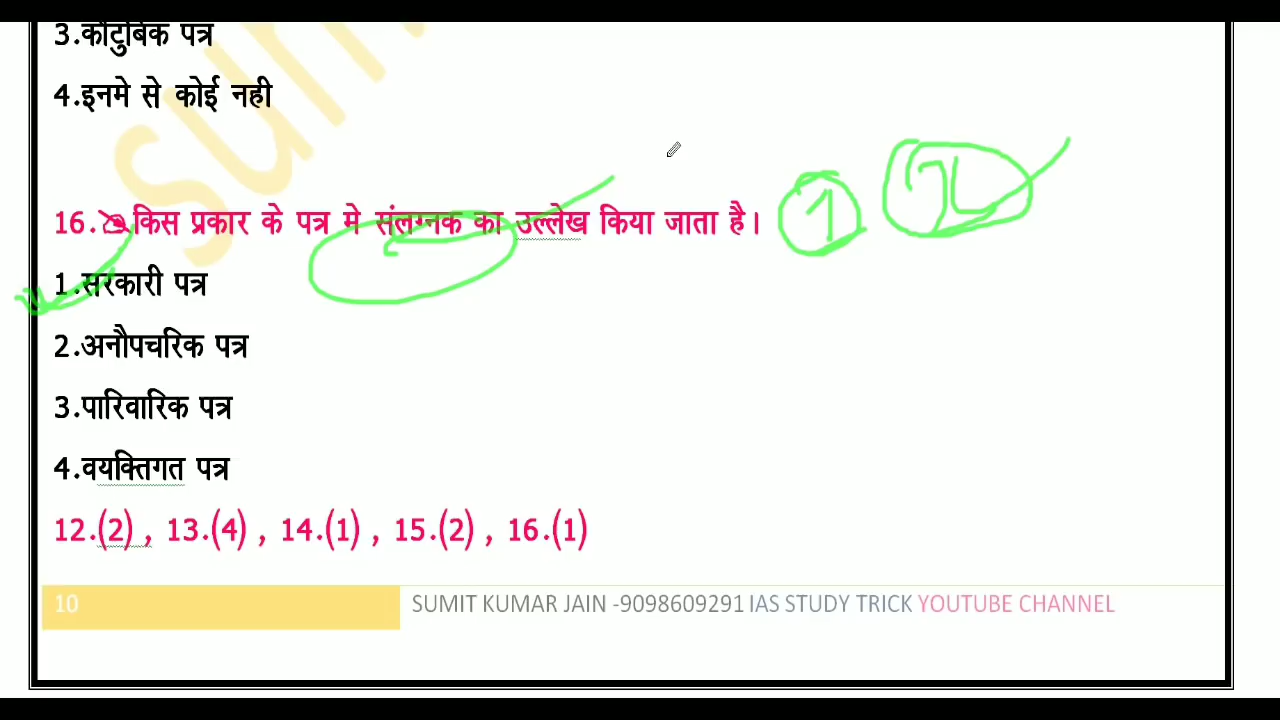 3.कौटुबिक पत्र
4.इनमे से कोई नही
16.किस प्रकार के पत्र मे संलग्नक का उल्लेख किया जाता है। 1
1.सरकारी पत्र
2.अनौपचरिक पत्र
3.पारिवारिक पत्र
4.वयक्तिगत पत्र
12.(2) , 13.(4) , 14.(1) , 15.(2) , 16.(1)
10 SUMIT KUMAR JAIN -9098609291 IAS STUDY TRICK YOUTUBE CHANNEL